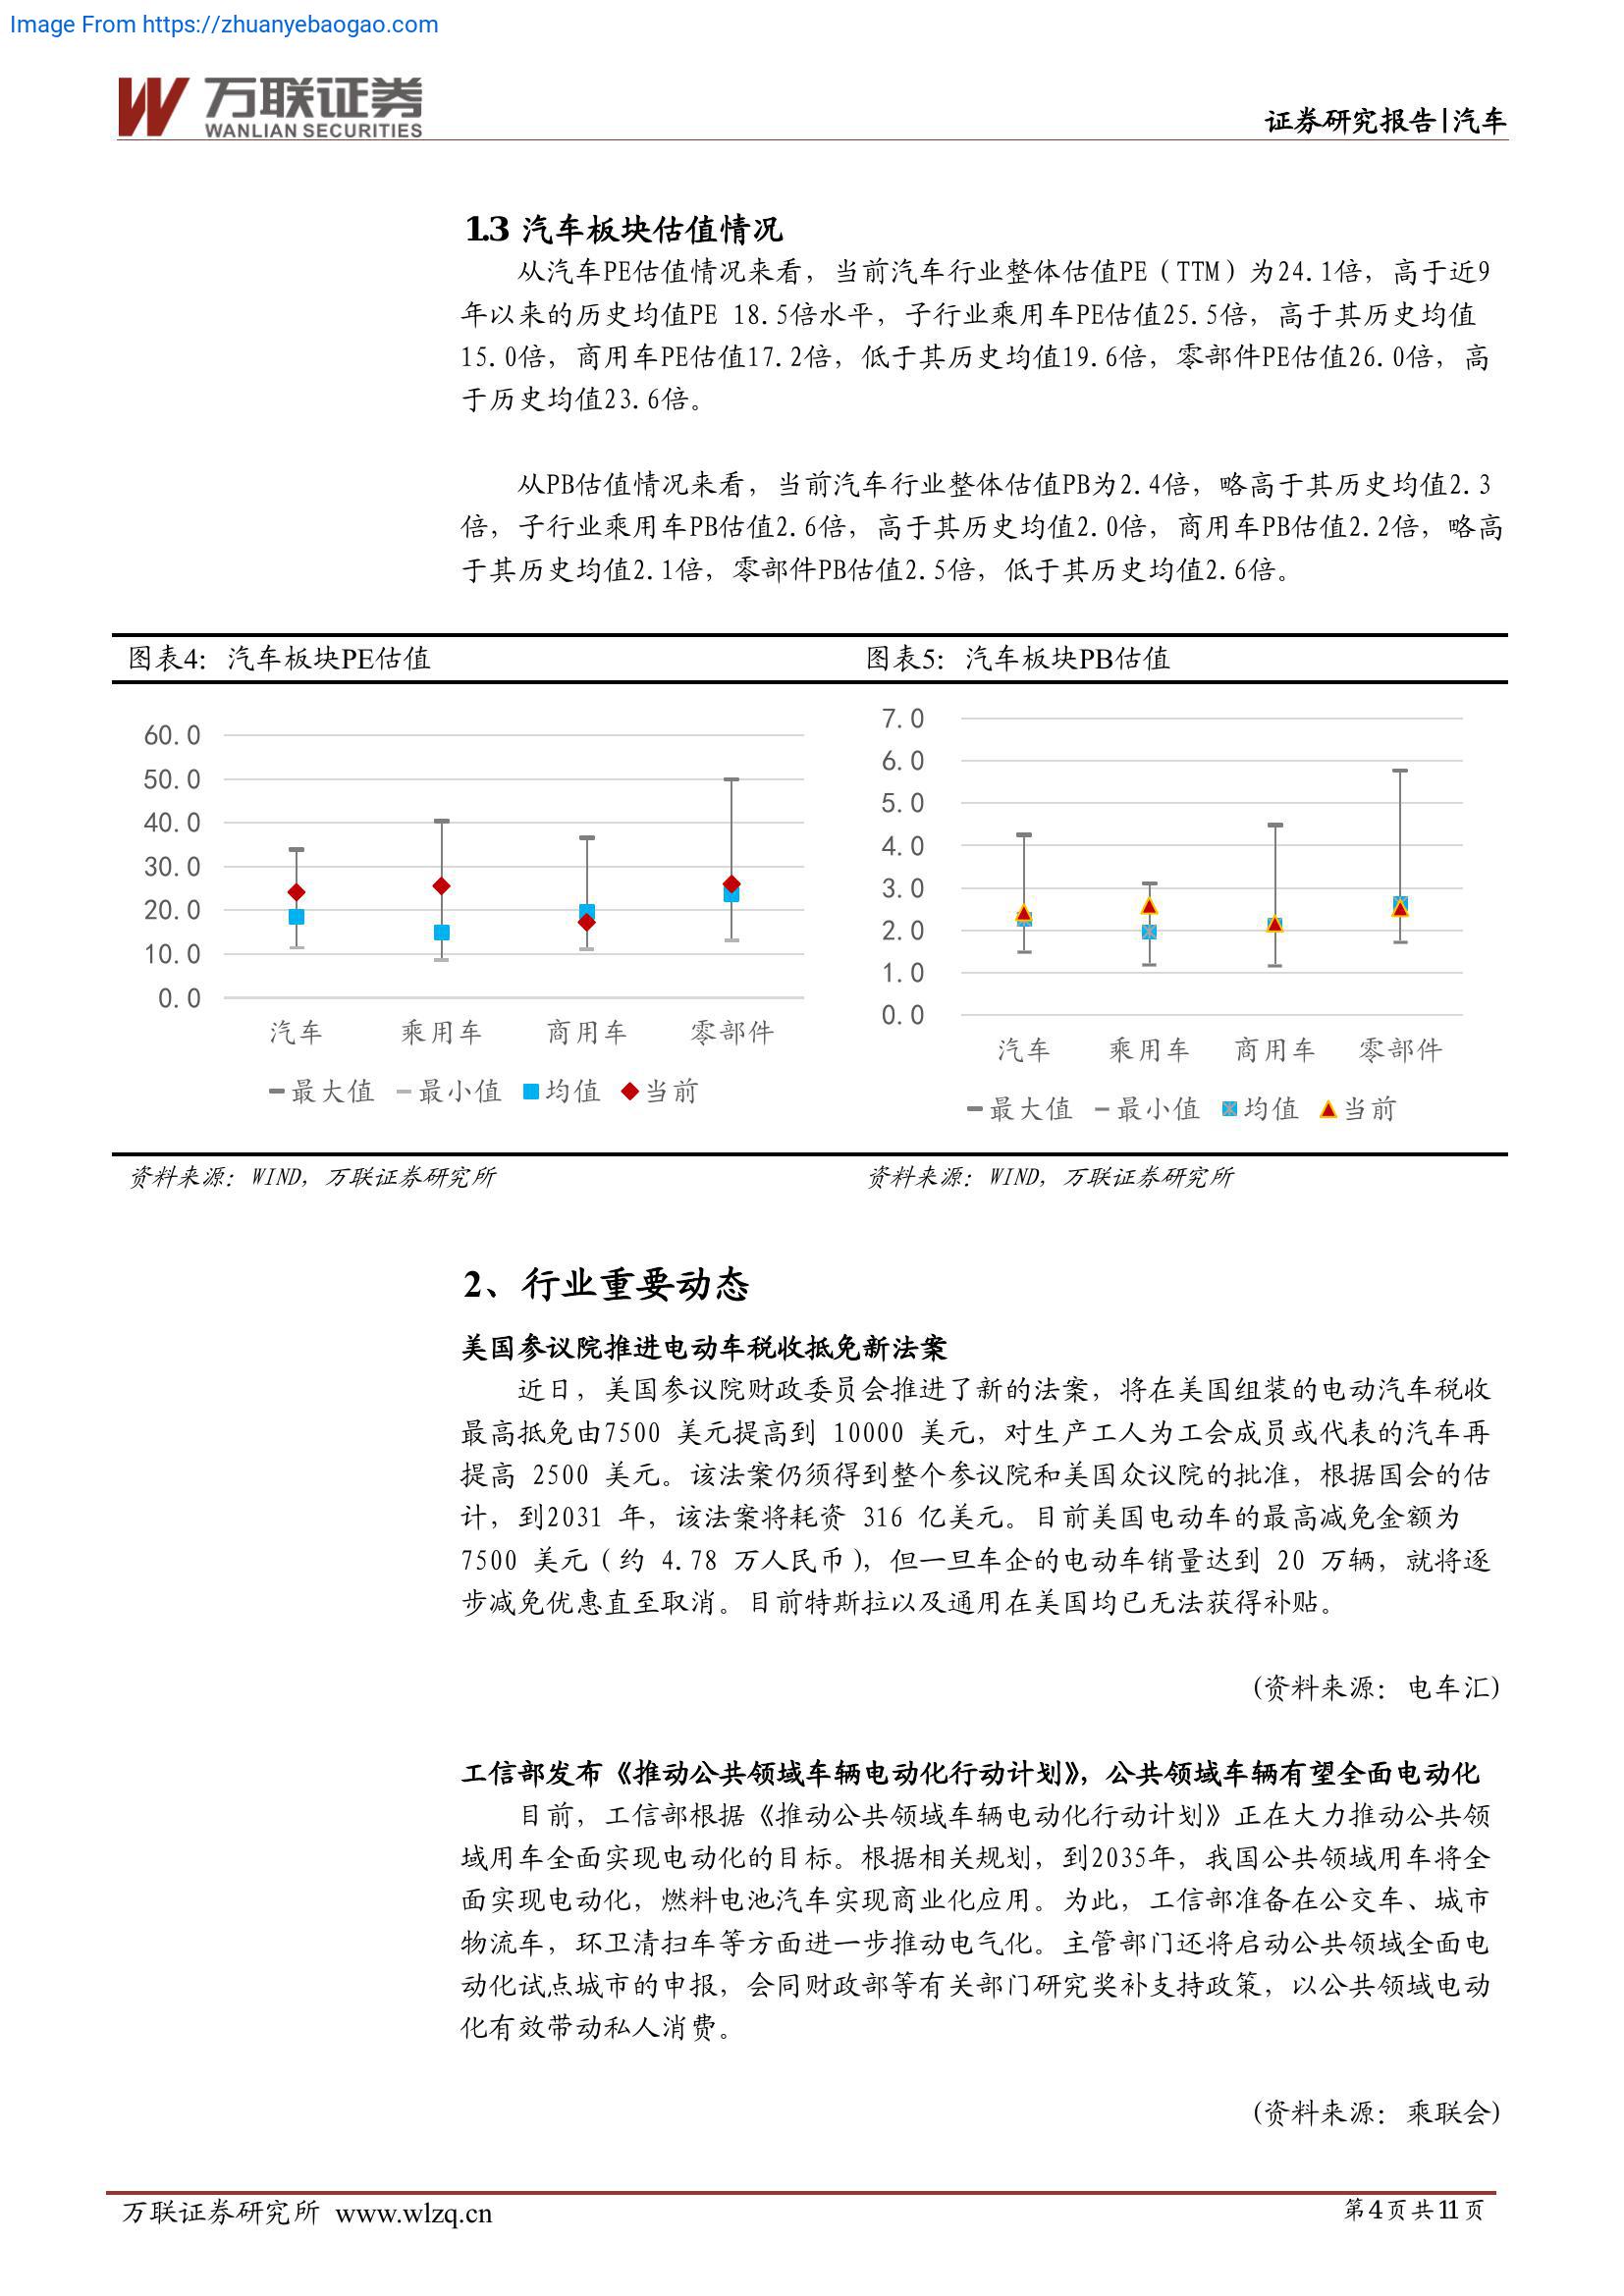 Image From https://zhuanyebaogao.com
万联证券
WANLIAN SECURITIES
证券研究报告|汽车
1.3 汽车板块估值情况
从汽车PE估值情况来看，当前汽车行业整体估值PE（TTM）为24.1倍，高于近9
年以来的历史均值PE 18.5倍水平，子行业乘用车PE估值25.5倍，高于其历史均值
15.0倍，商用车PE估值17.2倍，低于其历史均值19.6倍，零部件PE估值26.0倍，高
于历史均值23.6倍。
从PB估值情况来看，当前汽车行业整体估值PB为2.4倍，略高于其历史均值2.3
倍，子行业乘用车PB估值2.6倍，高于其历史均值2.0倍，商用车PB估值2.2倍，略高
于其历史均值2.1倍，零部件PB估值2.5倍，低于其历史均值2.6倍。
图表4：汽车板块PE估值
60.0
50.0
40.0
30.0
20.0
10.0
0.0
汽车 乘用车 商用车 零部件
最大值 最小值 均值 当前
图表5：汽车板块PB估值
7.0
6.0
5.0
4.0
3.0
2.0
1.0
0.0
汽车 乘用车 商用车 零部件
最大值 最小值 均值 当前
资料来源：WIND，万联证券研究所
资料来源：WIND，万联证券研究所
2、行业重要动态
美国参议院推进电动车税收抵免新法案
近日，美国参议院财政委员会推进了新的法案，将在美国组装的电动汽车税收
最高抵免由7500 美元提高到 10000 美元，对生产工人为工会成员或代表的汽车再
提高 2500 美元。该法案仍须得到整个参议院和美国众议院的批准，根据国会的估
计，到2031 年，该法案将耗资 316 亿美元。目前美国电动车的最高减免金额为
7500 美元（约 4.78 万人民币），但一旦车企的电动车销量达到 20 万辆，就将逐
步减免优惠直至取消。目前特斯拉以及通用在美国均已无法获得补贴。
(资料来源：电车汇)
工信部发布《推动公共领域车辆电动化行动计划》，公共领域车辆有望全面电动化
目前，工信部根据《推动公共领域车辆电动化行动计划》正在大力推动公共领
域用车全面实现电动化的目标。根据相关规划，到2035年，我国公共领域用车将全
面实现电动化，燃料电池汽车实现商业化应用。为此，工信部准备在公交车、城市
物流车，环卫清扫车等方面进一步推动电气化。主管部门还将启动公共领域全面电
动化试点城市的申报，会同财政部等有关部门研究奖补支持政策，以公共领域电动
化有效带动私人消费。
(资料来源：乘联会)
万联证券研究所 www.wlzq.cn
第4页共11页